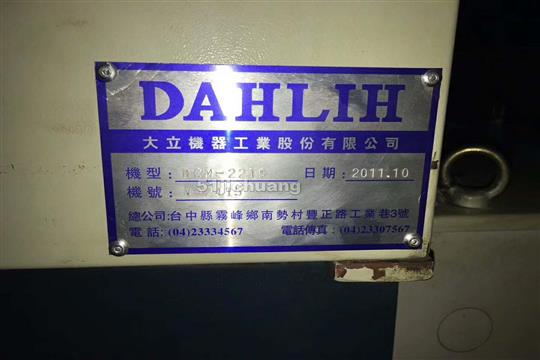 DAHLIH
大立機器工業股份有限公司
機型: 日期: 2011.10
機號:
51jichuang
總公司:台中縣霧峰鄉南勢村豐正路工業巷3號
電話: (04)23334567 電話傳真: (04)23307567